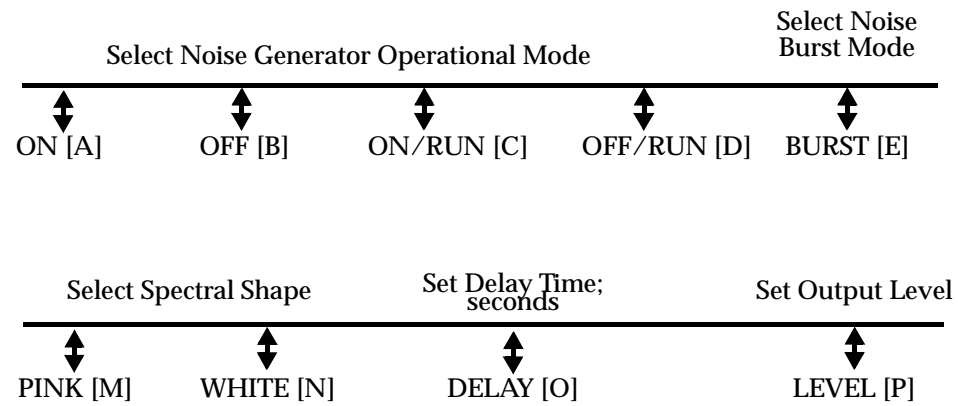 Select Noise
Burst Mode
Select Noise Generator Operational Mode
ON [A]
OFF [B]
ON/RUN [C]
OFF/RUN [D]
BURST [E]
Select Spectral Shape
Set Delay Time;
seconds
Set Output Level
PINK [M]
WHITE [N]
DELAY [O]
LEVEL [P]